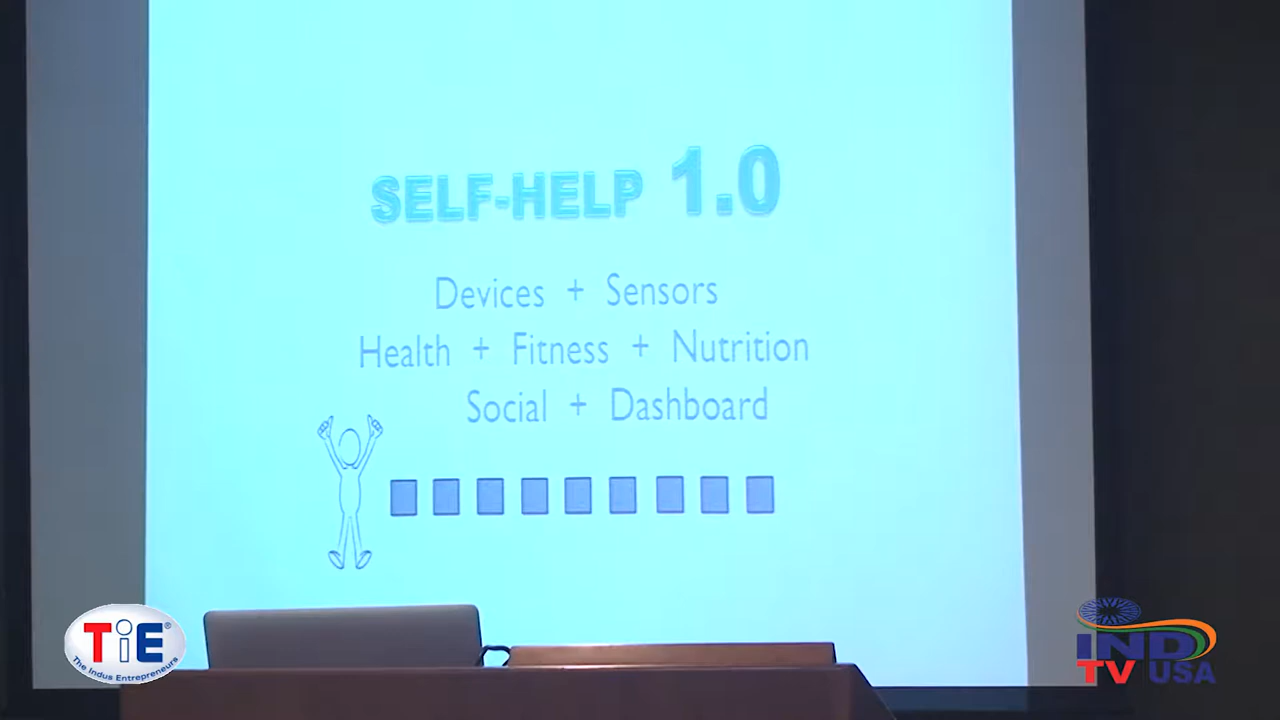 SELF-HELP 1.0
Devices + Sensors
Health + Fitness + Nutrition
Social + Dashboard
TiE®
The Indus Entrepreneurs
IND
TV USA